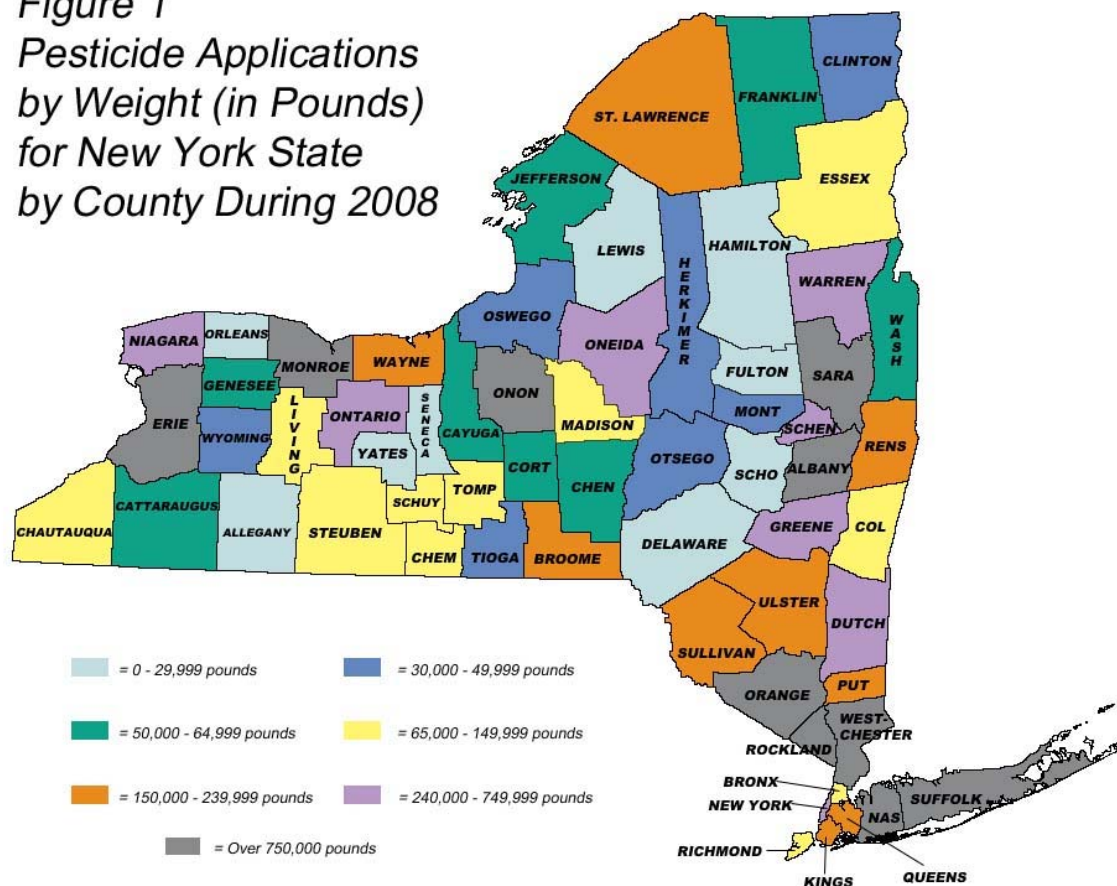 Figure 1
Pesticide Applications
by Weight (in Pounds)
for New York State
by County During 2008
CLINTON
FRANKLIN
ST. LAWRENCE
ESSEX
JEFFERSON
LEWIS
HERKIMER
HAMILTON
WARREN
WASH
OSWEGO
ONEIDA
NIAGARA
ORLEANS
MONROE
WAYNE
FULTON
SARA
GENESEE
ERIE
WYOMING
LIVING
ONTARIO
SENECA
YATES
CAYUGA
ONON
MADISON
MONT
SCHEN
RENS
CORT
CHEN
OTSEGO
SCHO
ALBANY
CHAUTAUQUA
CATTARAUGUS
ALLEGANY
STEUBEN
SCHUY
TOMP
CHEM
TIOGA
BROOME
DELAWARE
GREENE
COL
ULSTER
DUTCH
SULLIVAN
PUT
ORANGE
WEST-
CHESTER
ROCKLAND
BRONX
NEW YORK
NAS
SUFFOLK
RICHMOND
KINGS
QUEENS
= 0 - 29,999 pounds
= 30,000 - 49,999 pounds
= 50,000 - 64,999 pounds
= 65,000 - 149,999 pounds
= 150,000 - 239,999 pounds
= 240,000 - 749,999 pounds
= Over 750,000 pounds